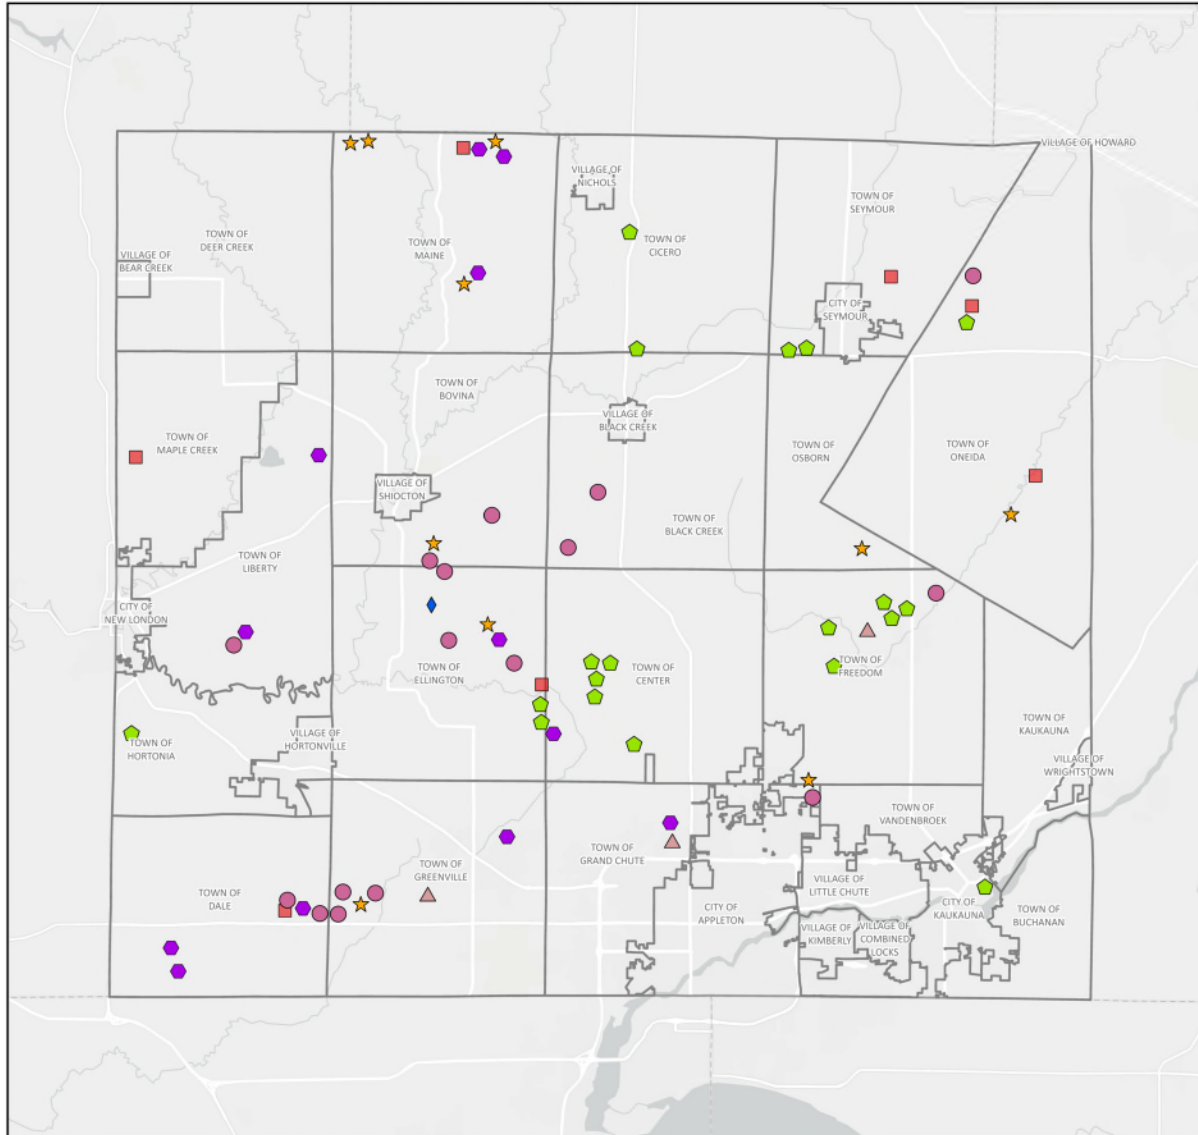 VILLAGE OF HOWARD
VILLAGE OF
NICHOLS
TOWN OF
SEYMOUR
TOWN OF
DEER CREEK
TOWN OF
MAINE
TOWN OF
CICERO
VILLAGE OF
BEAR CREEK
CITY OF
SEYMOUR
TOWN OF
BOVINA
VILLAGE OF
BLACK CREEK
TOWN OF
MAPLE CREEK
TOWN OF
OSBORN
TOWN OF
ONEIDA
VILLAGE OF
SHIOCTON
TOWN OF
BLACK CREEK
TOWN OF
LIBERTY
CITY OF
NEW LONDON
TOWN OF
ELLINGTON
TOWN OF
CENTER
TOWN OF
FREEDOM
TOWN OF
KAUKAUNA
VILLAGE OF
HORTONVILLE
TOWN OF
HORTONIA
VILLAGE OF
WRIGHTSTOWN
TOWN OF
VANDENBROEK
TOWN OF
GRAND CHUTE
TOWN OF
GREENVILLE
VILLAGE OF
LITTLE CHUTE
TOWN OF
DALE
CITY OF
APPLETON
CITY OF
KAUKAUNA
TOWN OF
BUCHANAN
VILLAGE OF
KIMBERLY
VILLAGE OF
COMBINED
LOCKS